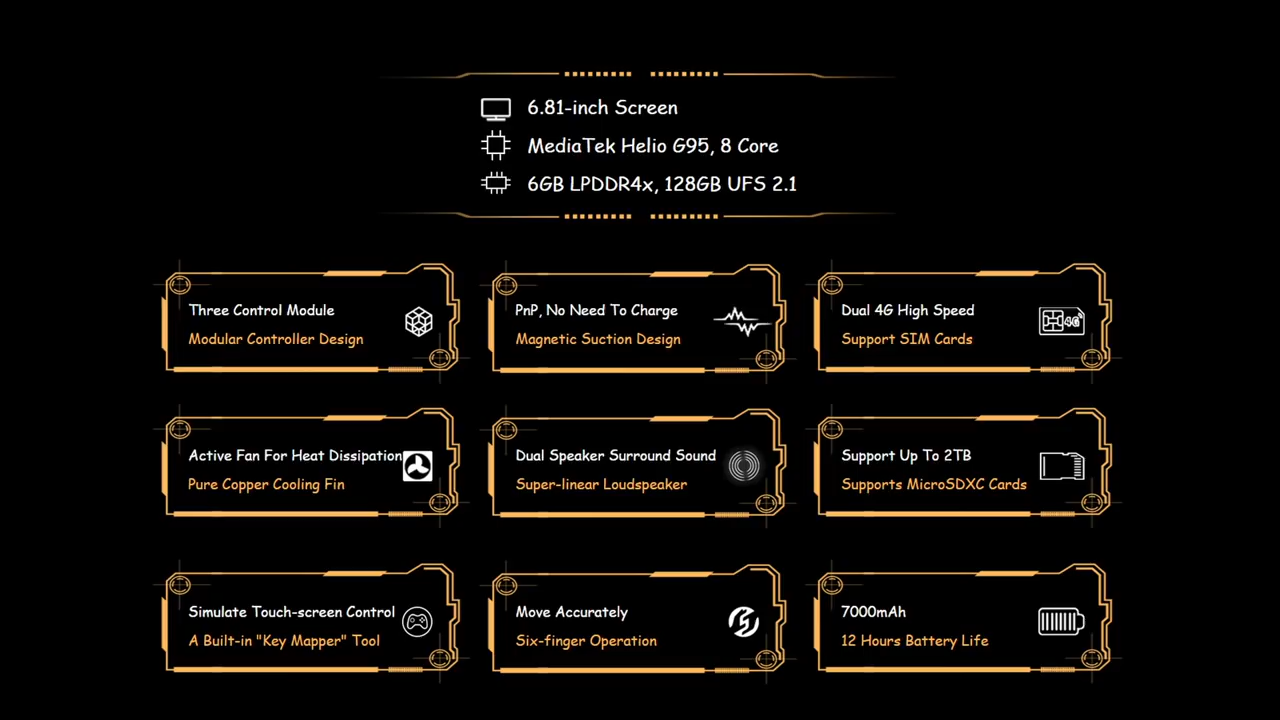 6.81-inch Screen
MediaTek Helio G95, 8 Core
6GB LPDDR4x, 128GB UFS 2.1
Three Control Module
Modular Controller Design
PnP, No Need To Charge
Magnetic Suction Design
Dual 4G High Speed
Support SIM Cards
4G
Active Fan For Heat Dissipation
Pure Copper Cooling Fin
Dual Speaker Surround Sound
Super-linear Loudspeaker
Support Up To 2TB
Supports MicroSDXC Cards
Simulate Touch-screen Control
A Built-in "Key Mapper" Tool
Move Accurately
Six-finger Operation
7000mAh
12 Hours Battery Life